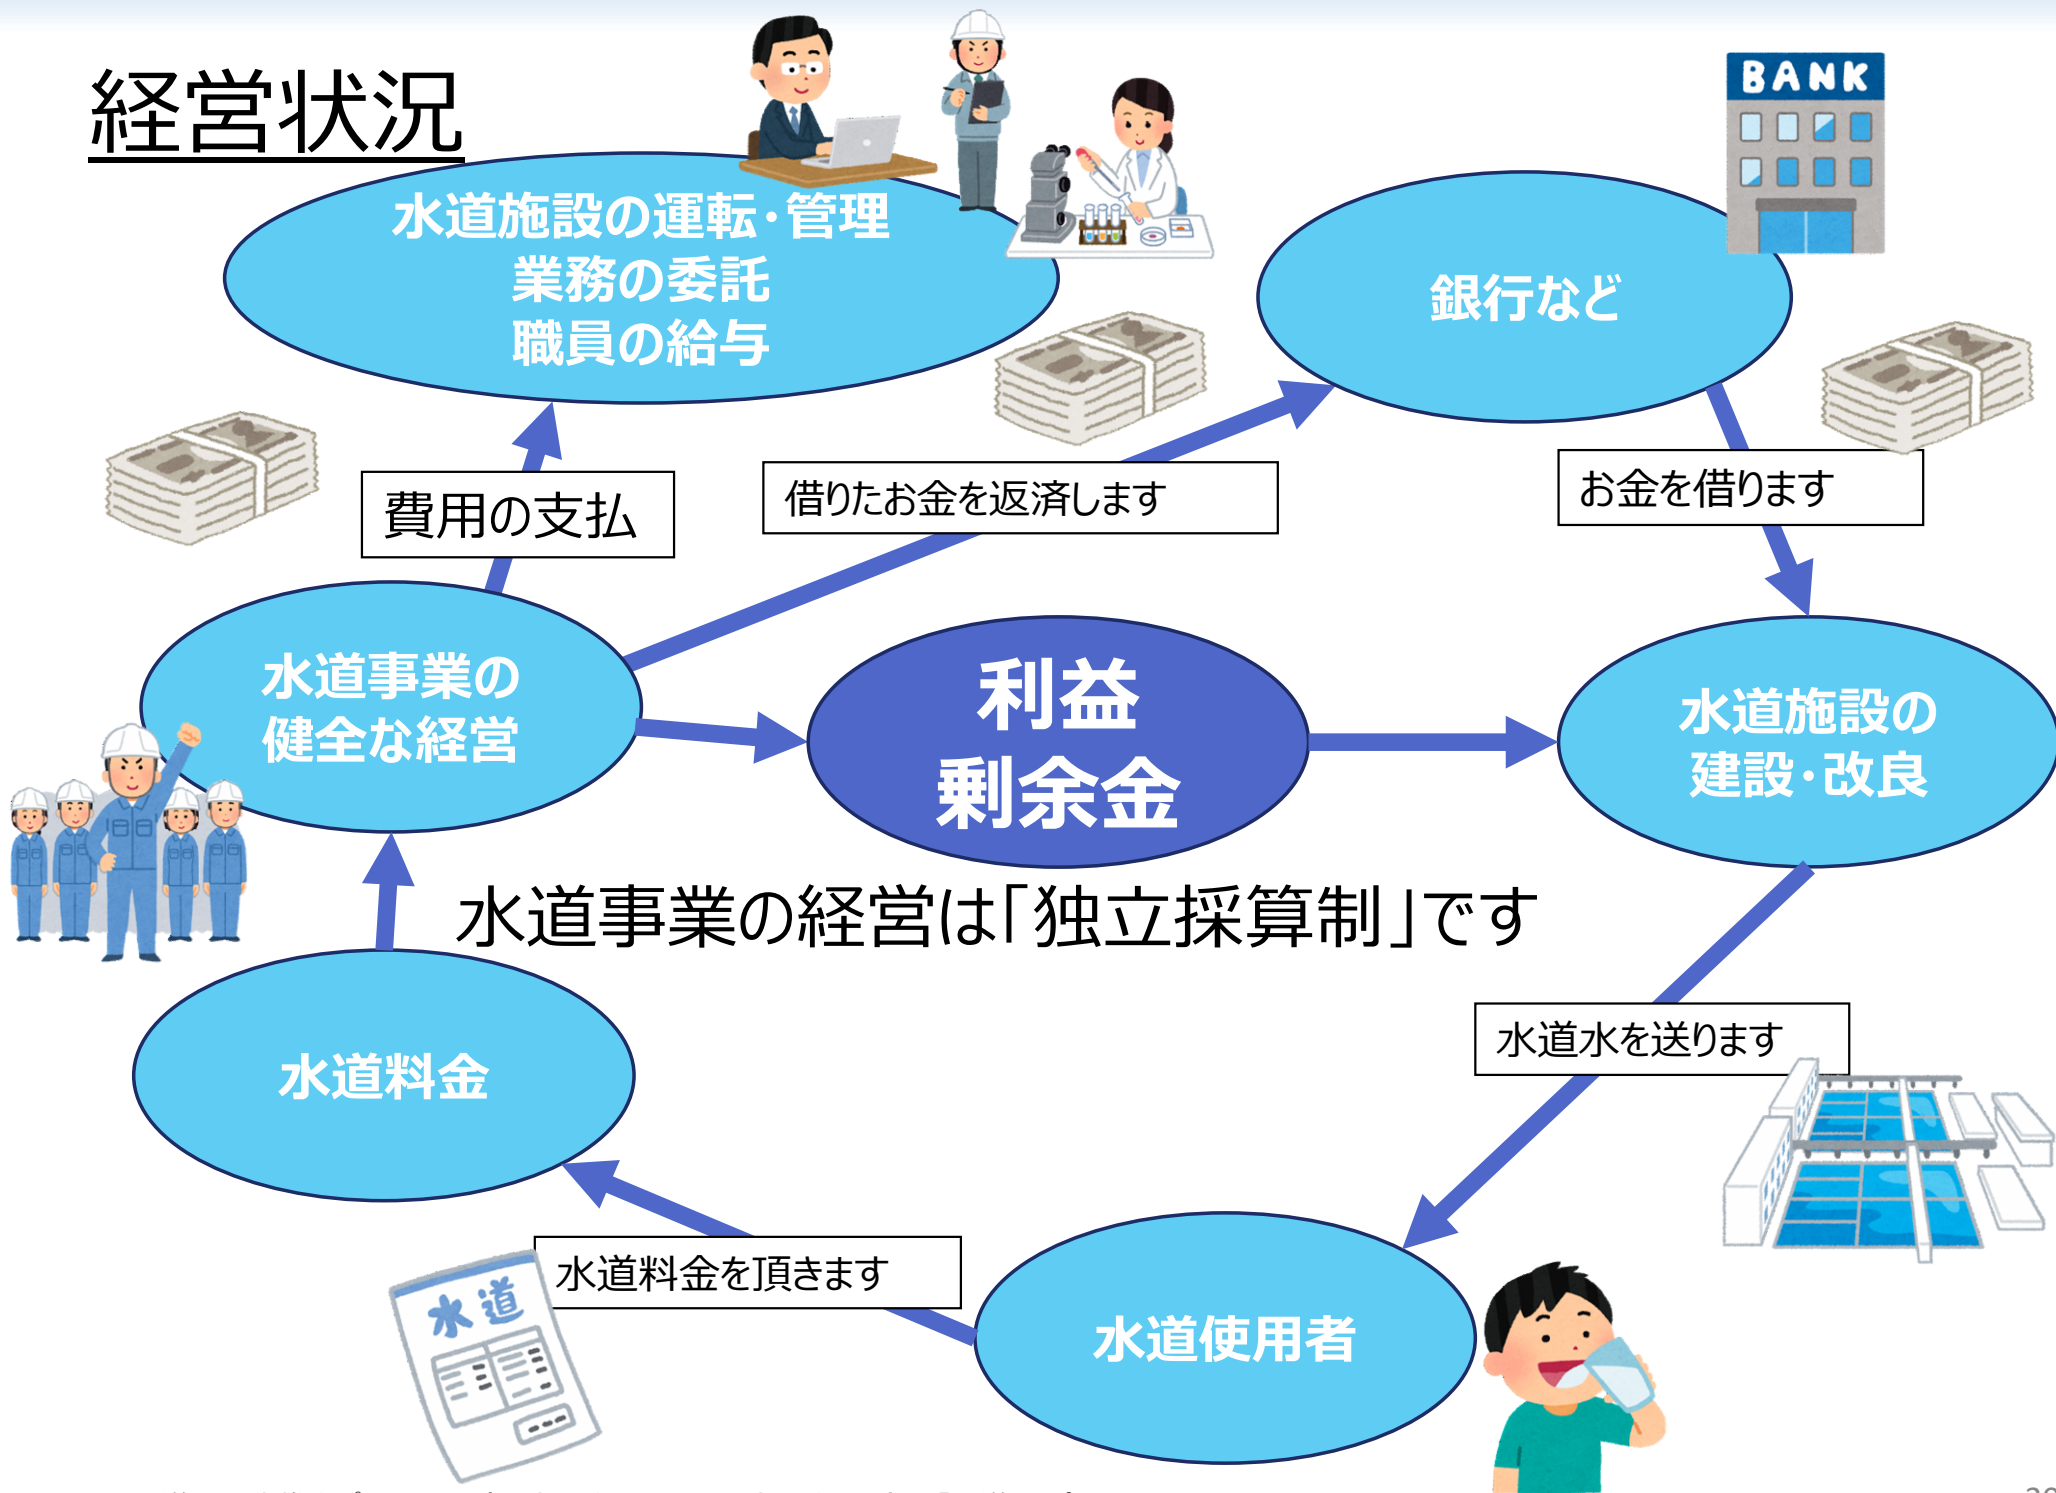 経営状況
BANK
水道施設の運転・管理
業務の委託
職員の給与
銀行など
費用の支払
借りたお金を返済します
お金を借ります
水道事業の
健全な経営
利益
剰余金
水道施設の
建設・改良
水道事業の経営は「独立採算制」です
水道水を送ります
水道料金
水道料金を頂きます
水道
水道使用者